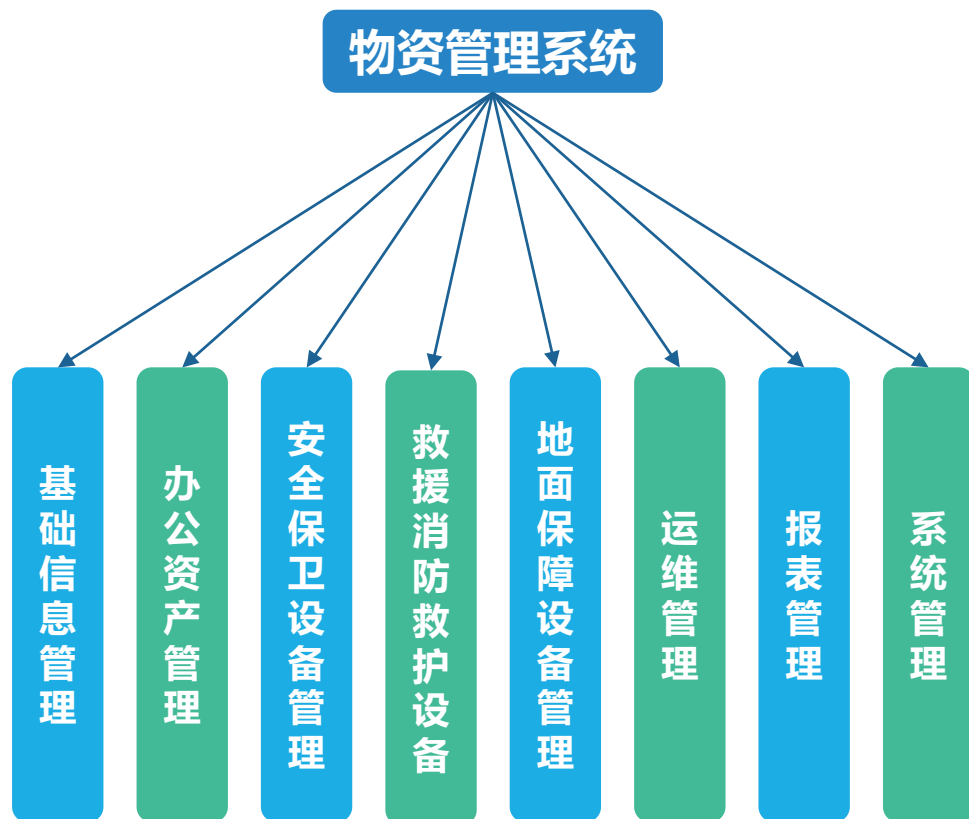 物资管理系统
基础信息管理
办公资产管理
安全保卫设备管理
救援消防救护设备
地面保障设备管理
运维管理
报表管理
系统管理